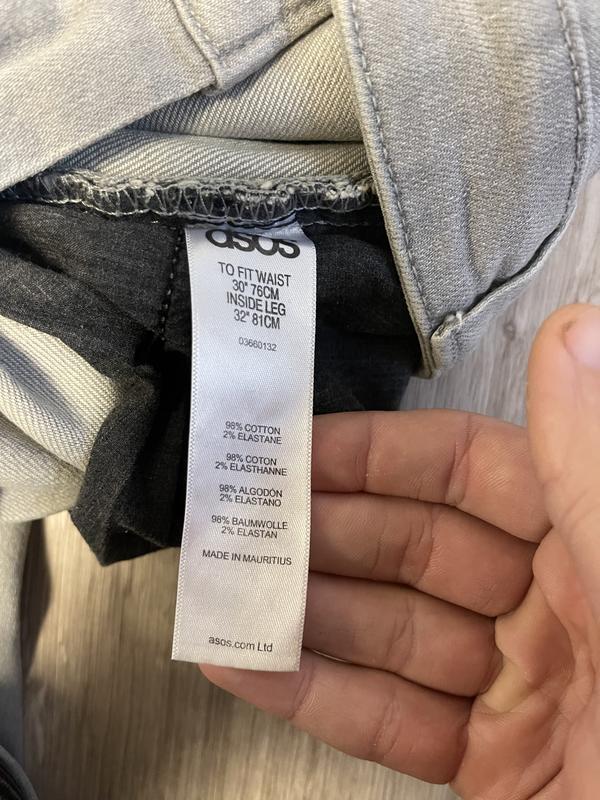 asos
TO FIT WAIST
30" 76CM
INSIDE LEG
32" 81CM
03660132
98% COTTON
2% ELASTANE
98% COTON
2% ELASTHANNE
98% ALGODÓN
2% ELASTANO
98% BAUMWOLLE
2% ELASTAN
MADE IN MAURITIUS
asos.com Ltd